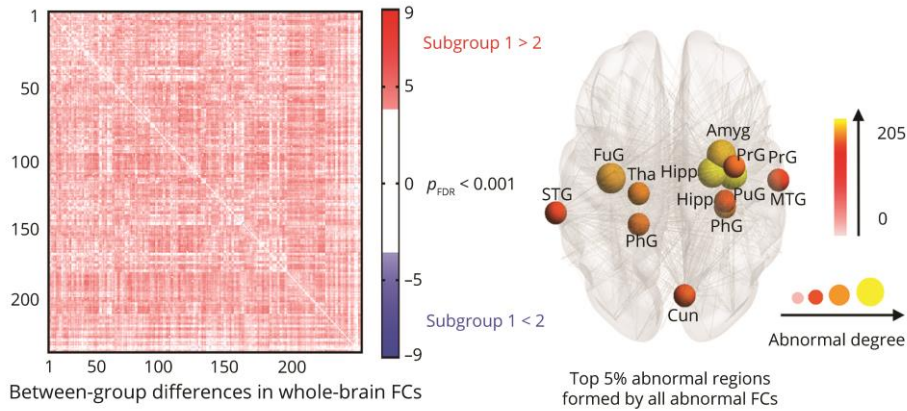 1
50
100
150
200
1
50
100
150
200
Between-group differences in whole-brain FCs
9
5
0
−5
−9
Subgroup 1 > 2
p_FDR < 0.001
Subgroup 1 < 2
Amyg
FuG
Tha
Hipp
PrG
PrG
STG
Hipp
PuG
MTG
PhG
PhG
Cun
Top 5% abnormal regions
formed by all abnormal FCs
205
0
Abnormal degree